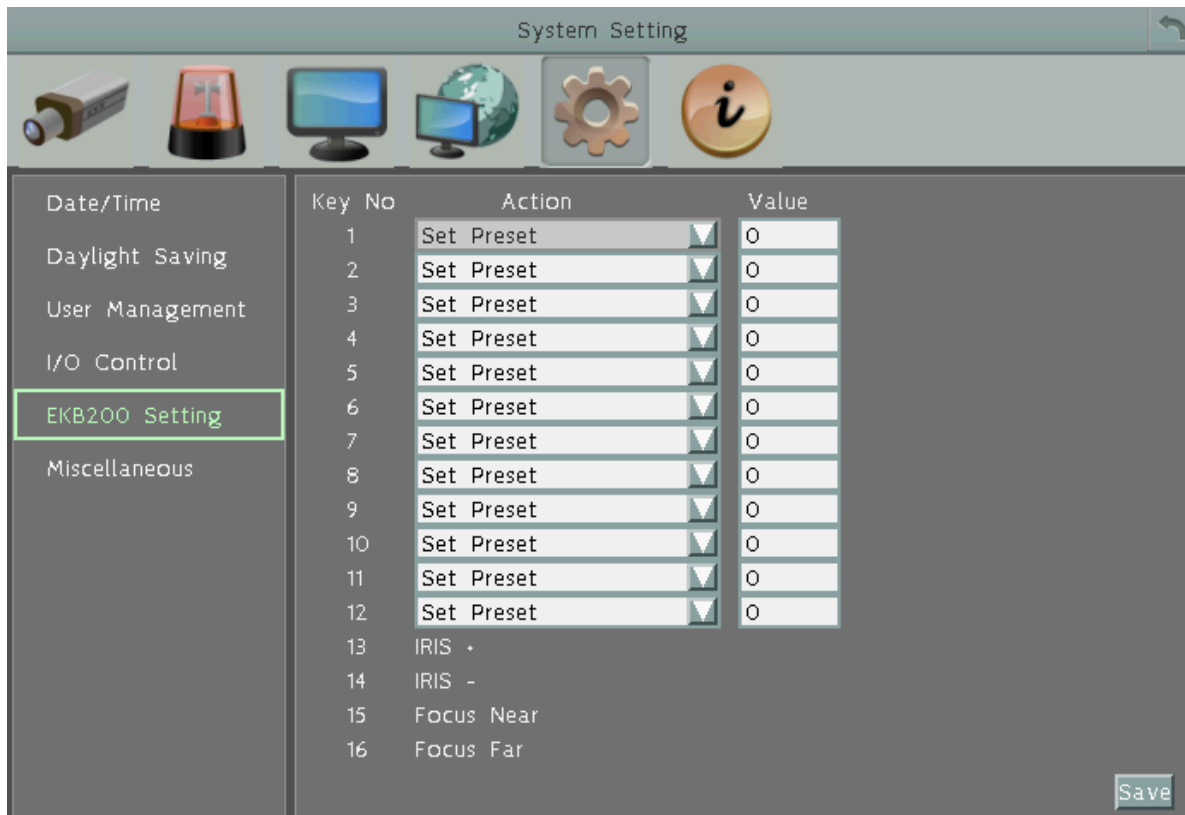 System Setting
Date/Time
Daylight Saving
User Management
I/O Control
EKB200 Setting
Miscellaneous
Key No Action Value
1 Set Preset 0
2 Set Preset 0
3 Set Preset 0
4 Set Preset 0
5 Set Preset 0
6 Set Preset 0
7 Set Preset 0
8 Set Preset 0
9 Set Preset 0
10 Set Preset 0
11 Set Preset 0
12 Set Preset 0
13 IRIS +
14 IRIS -
15 Focus Near
16 Focus Far
Save